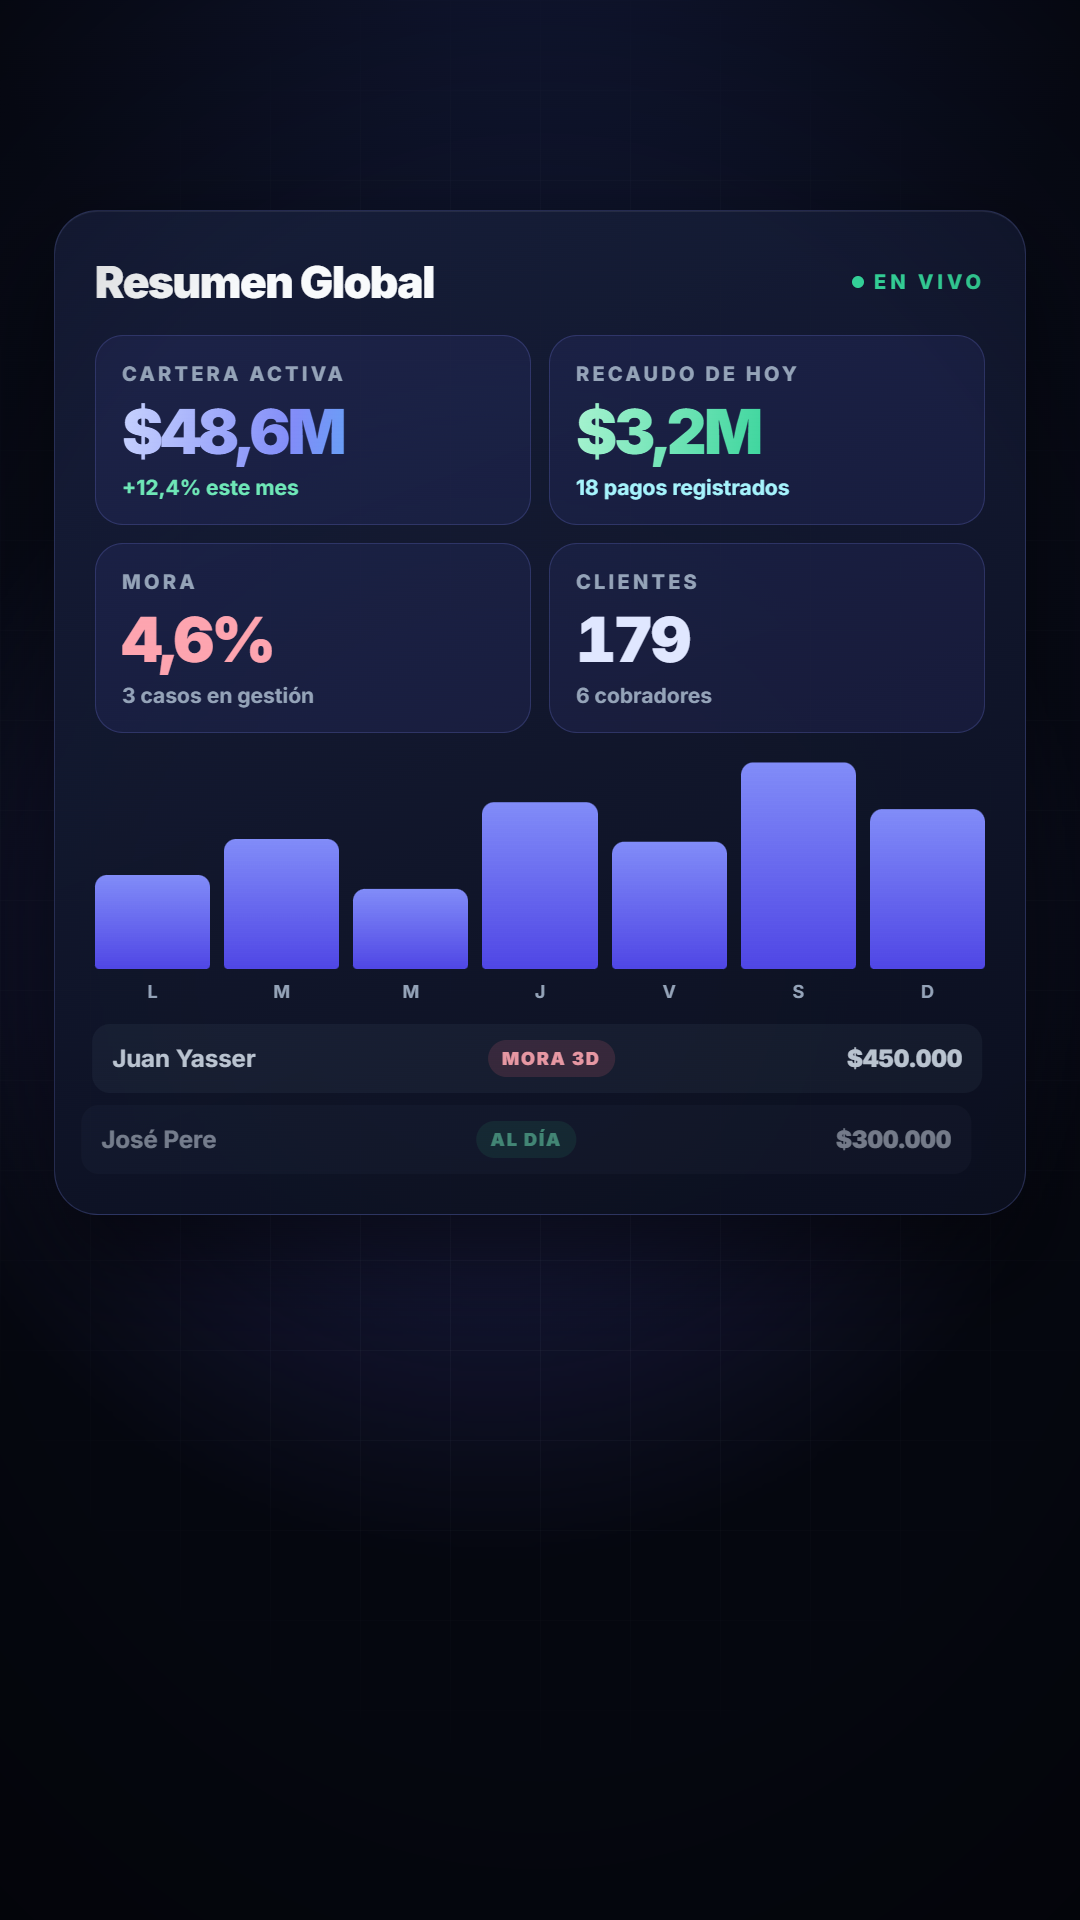 Resumen Global
EN VIVO
CARTERA ACTIVA
$48,6M
+12,4% este mes
RECAUDO DE HOY
$3,2M
18 pagos registrados
MORA
4,6%
3 casos en gestión
CLIENTES
179
6 cobradores
L M M J V S D
Juan Yasser MORA 3D $450.000
José Pere AL DÍA $300.000